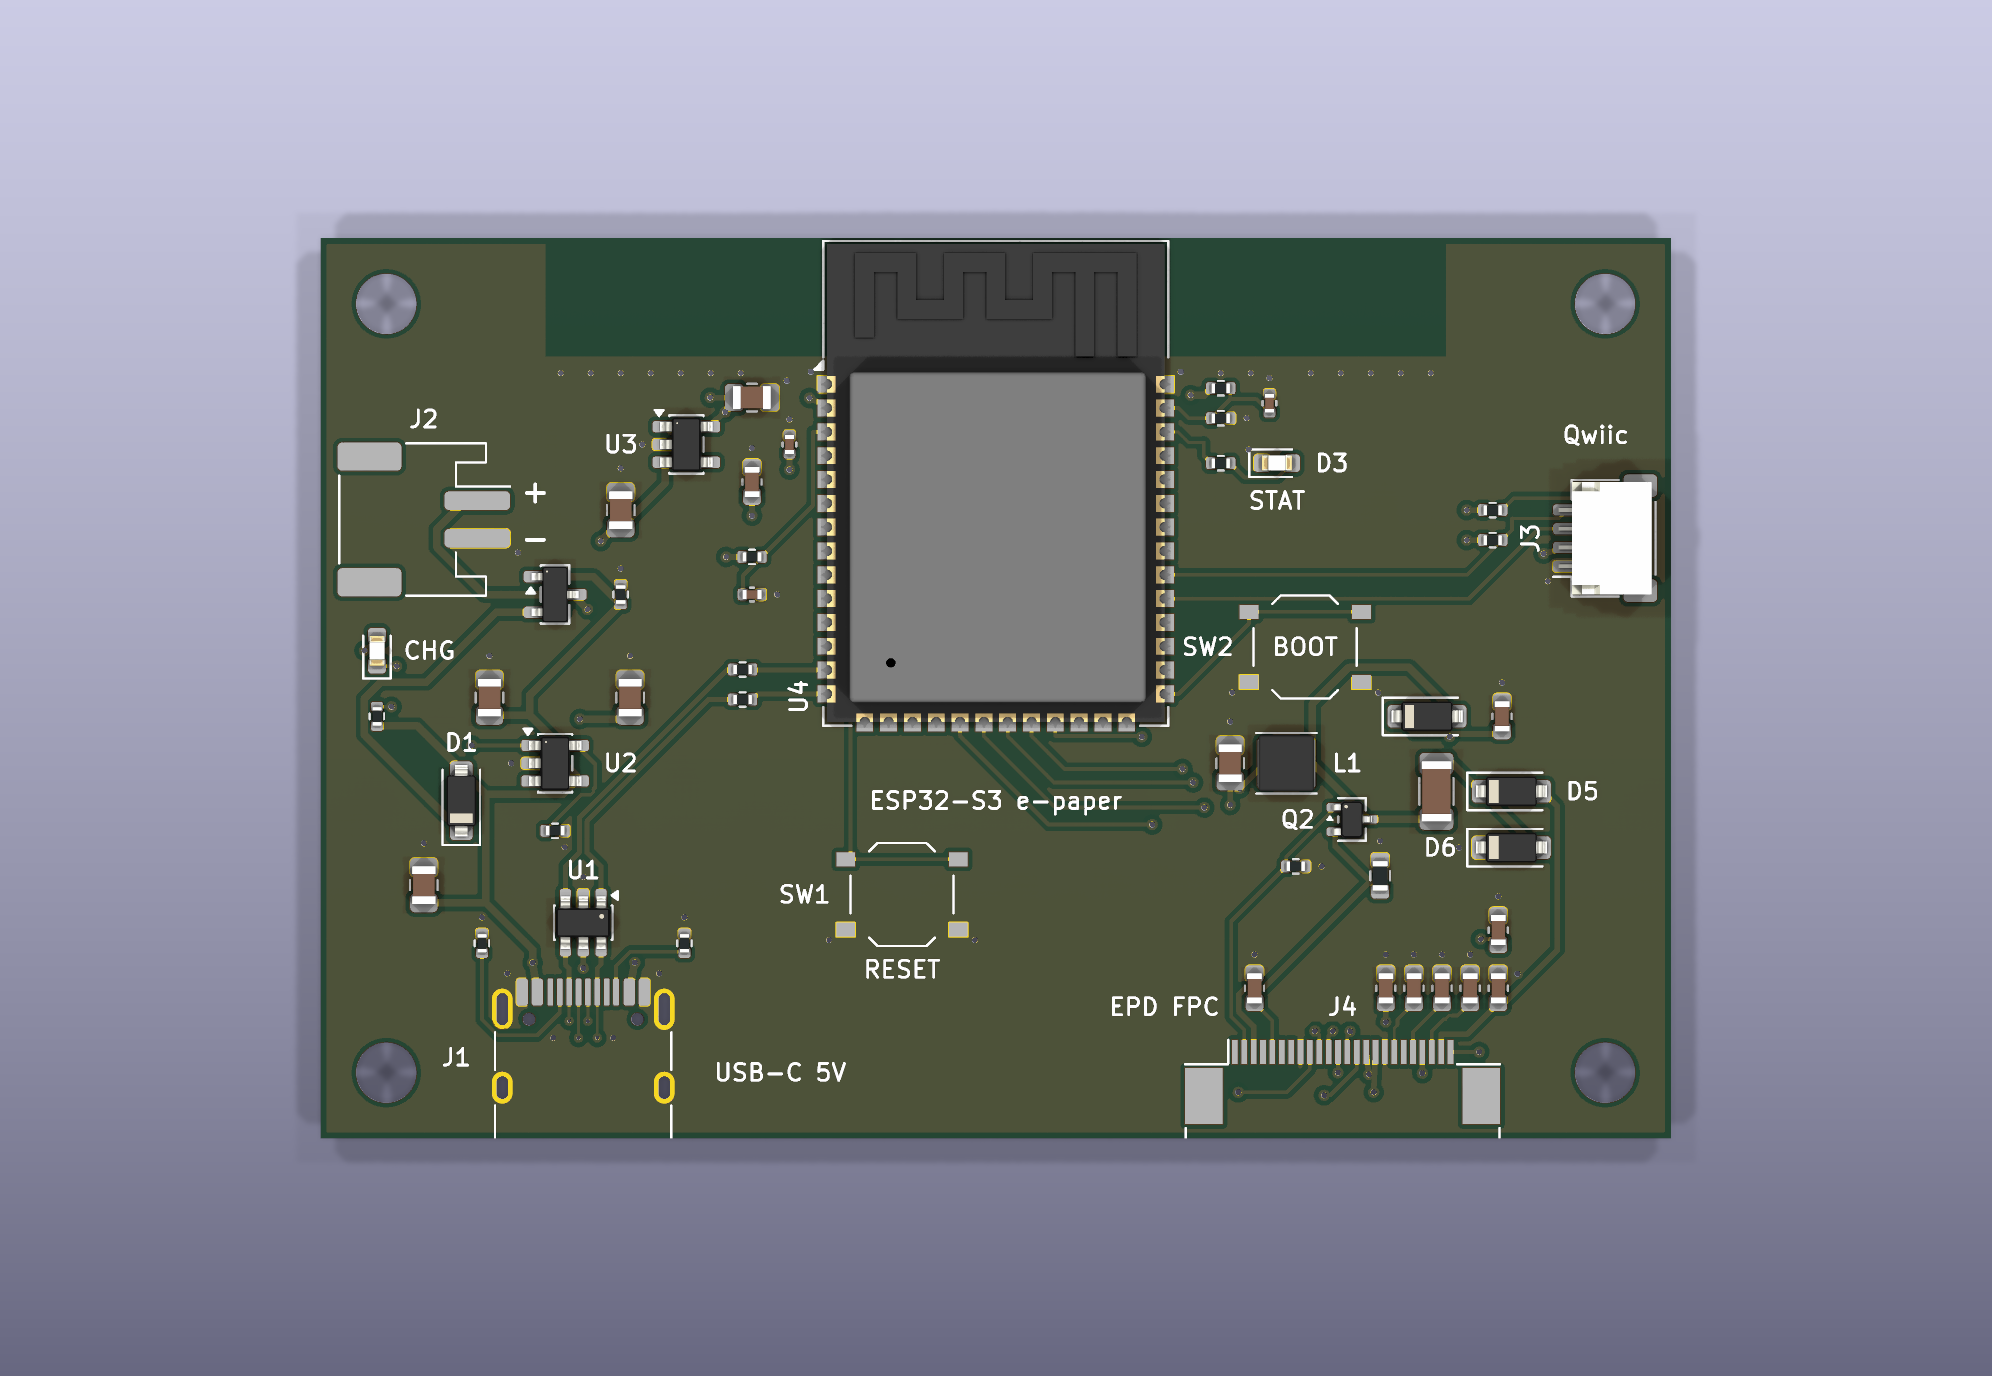 J2
U3
+
−
D3
STAT
Qwiic
J3
CHG
SW2
BOOT
U4
D1
U2
L1
D5
ESP32-S3 e-paper
Q2
D6
U1
SW1
RESET
EPD FPC
J4
J1
USB-C 5V